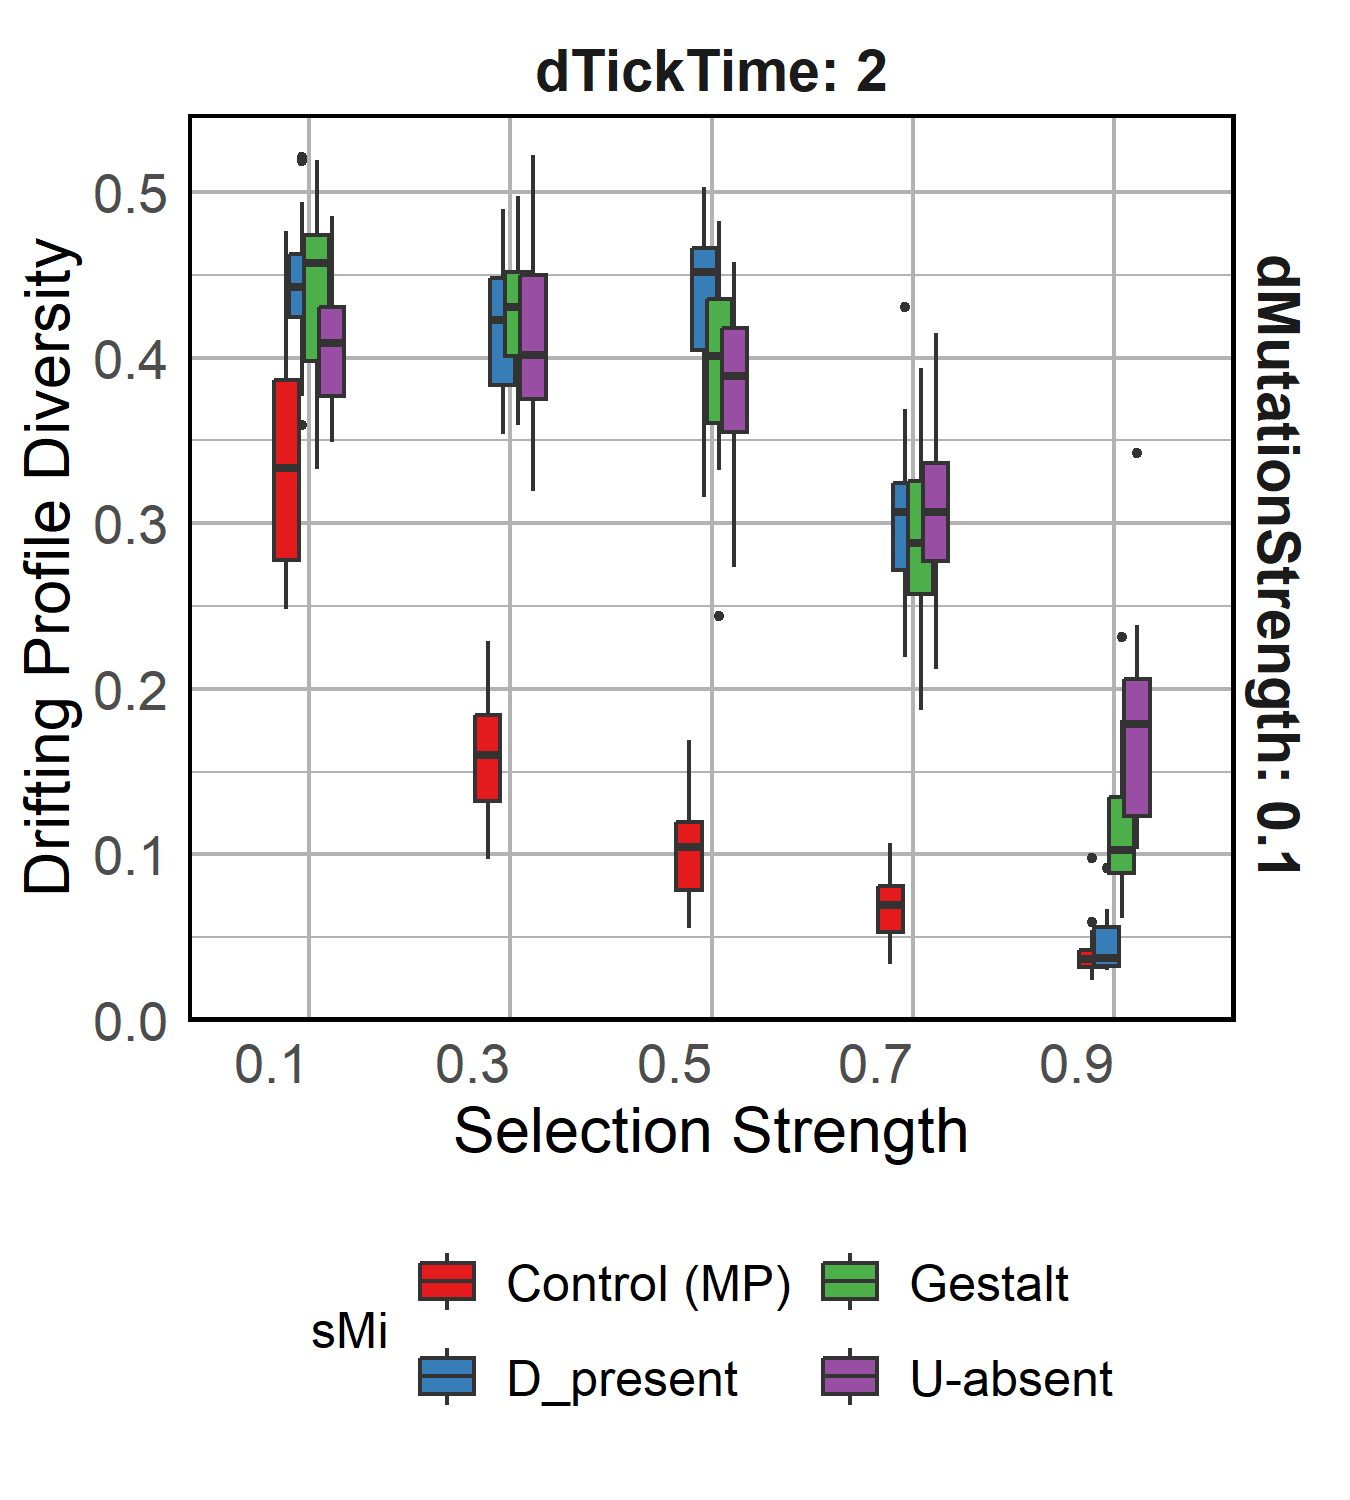 dTickTime: 2
Drifting Profile Diversity
0.5
0.4
0.3
0.2
0.1
0.0
dMutationStrength: 0.1
0.1 0.3 0.5 0.7 0.9
Selection Strength
sMi
Control (MP) Gestalt
D_present U-absent